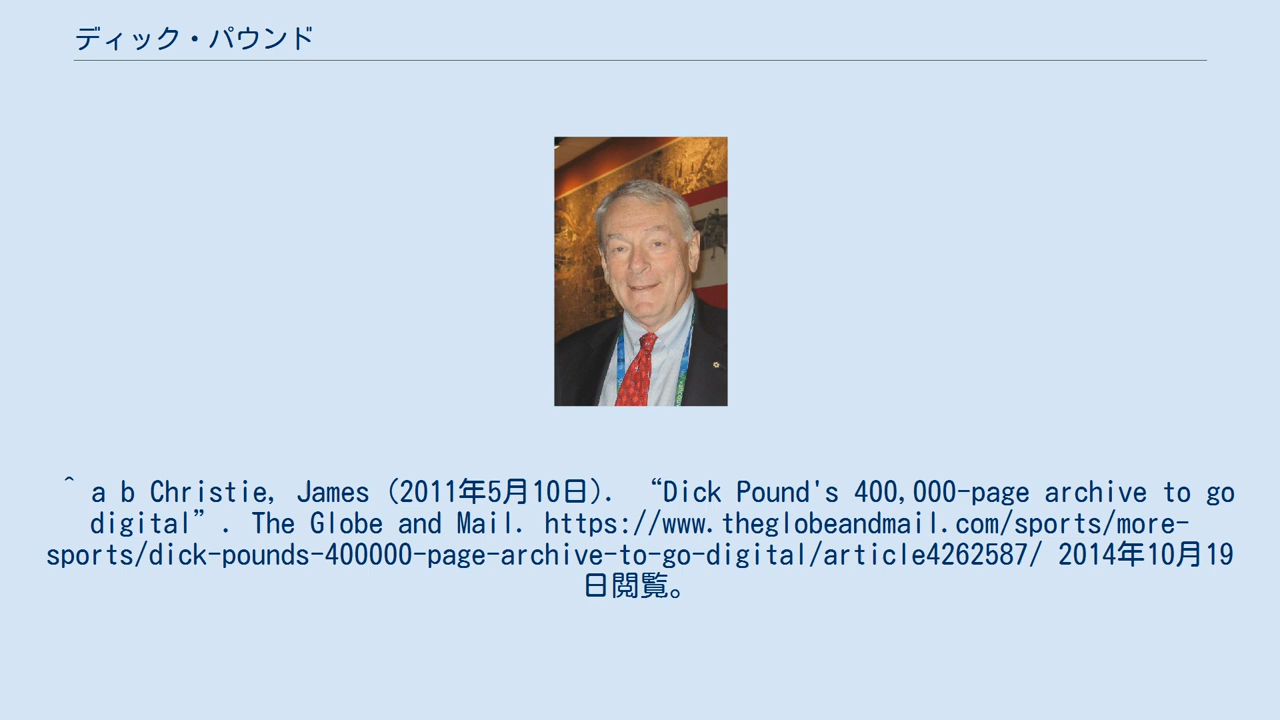 ディック・パウンド
^ a b Christie, James (2011年5月10日). “Dick Pound's 400,000-page archive to go
digital”. The Globe and Mail. https://www.theglobeandmail.com/sports/more-
sports/dick-pounds-400000-page-archive-to-go-digital/article4262587/ 2014年10月19
日閲覧。